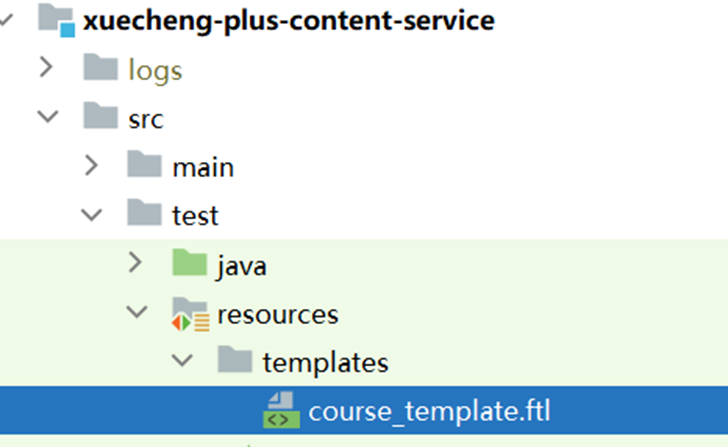 xuecheng-plus-content-service
logs
src
main
test
java
resources
templates
course_template.ftl